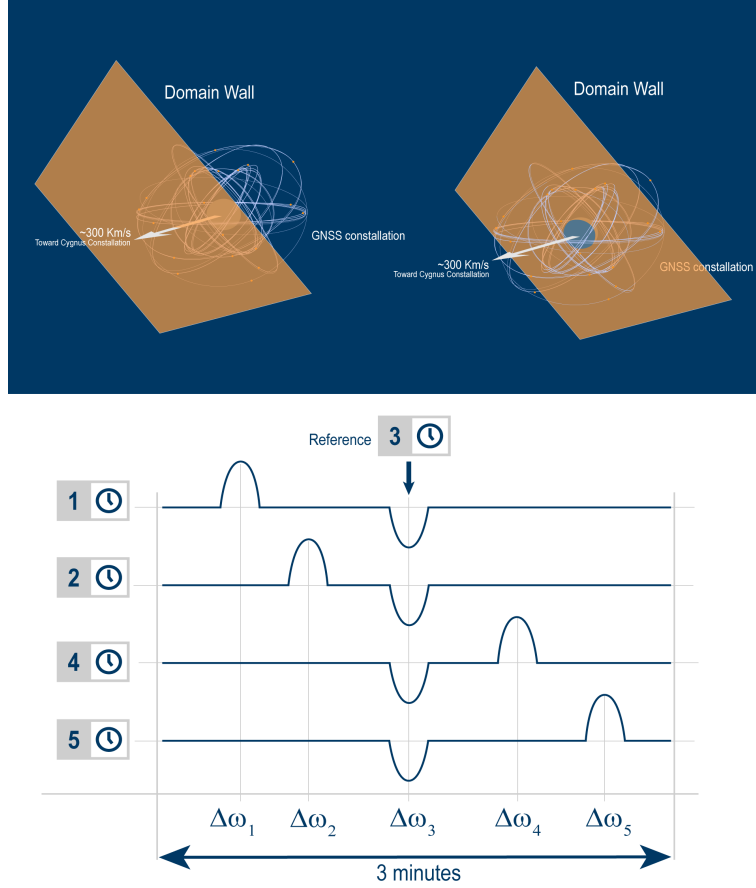 Domain Wall
~300 Km/s
Toward Cygnus Constallation
GNSS constallation
Domain Wall
~300 Km/s
Toward Cygnus Constallation
GNSS constallation
Reference 3
1
2
4
5
Δω₁ Δω₂ Δω₃ Δω₄ Δω₅
3 minutes